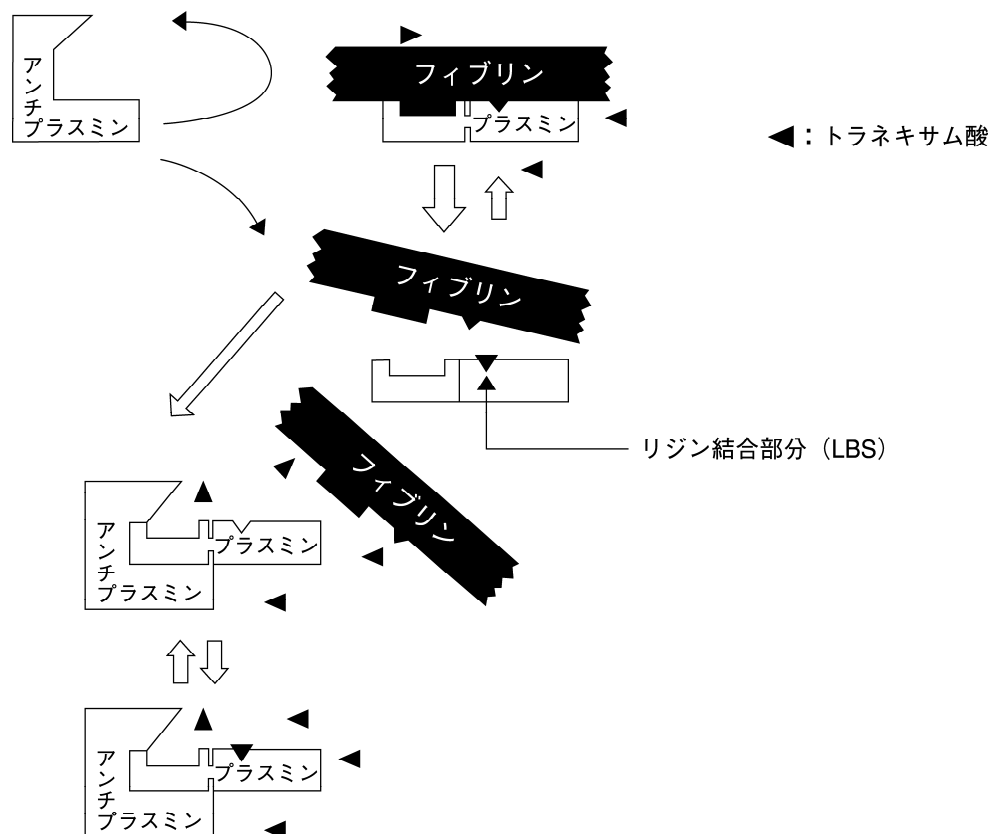 アンチプラスミン
フィブリン
プラスミン
◀：トラネキサム酸
フィブリン
リジン結合部分（LBS）
フィブリン
アンチプラスミン
プラスミン
アンチプラスミン
プラスミン